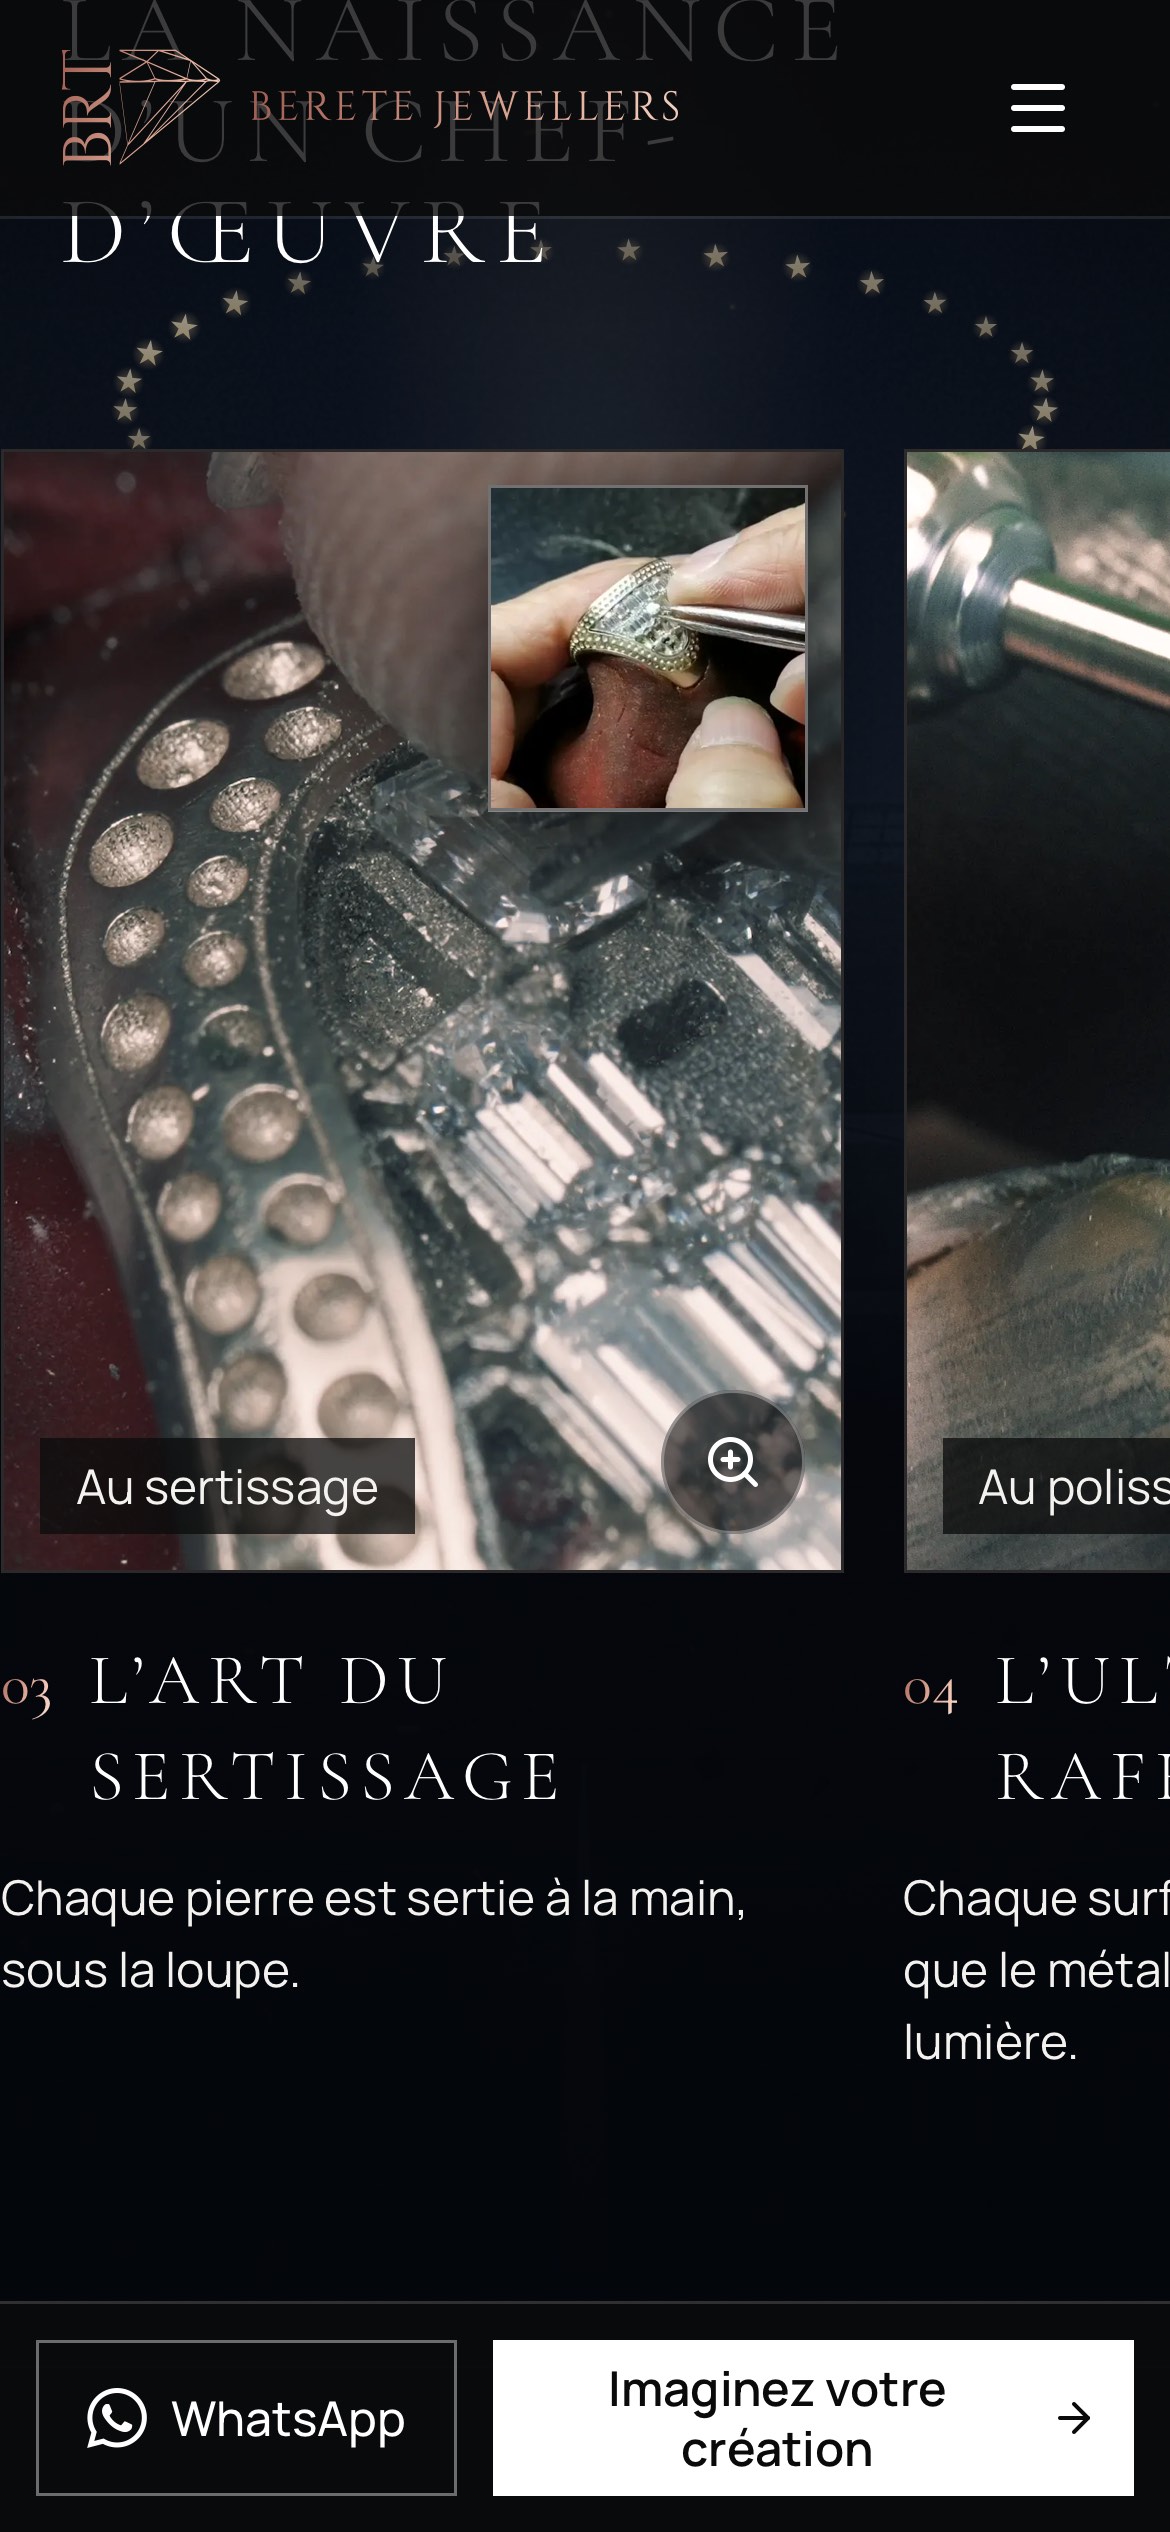 LA NAISSANCE
D’UN CHEF-
D’ŒUVRE
BRT
BERETE JEWELLERS
Au sertissage
Au poliss
03 L’ART DU
SERTISSAGE
Chaque pierre est sertie à la main,
sous la loupe.
04 L’UL
RAF
Chaque surf
que le métal
lumière.
WhatsApp
Imaginez votre
création